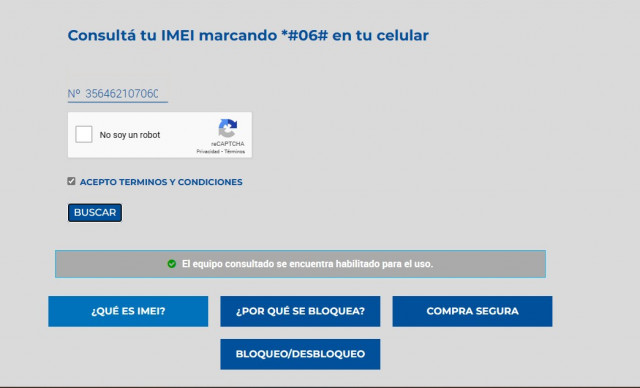 Consultá tu IMEI marcando *#06# en tu celular
Nº 35646210706
No soy un robot
reCAPTCHA
Privacidad - Términos
ACEPTO TERMINOS Y CONDICIONES
BUSCAR
El equipo consultado se encuentra habilitado para el uso.
¿QUÉ ES IMEI?
¿POR QUÉ SE BLOQUEA?
COMPRA SEGURA
BLOQUEO/DESBLOQUEO